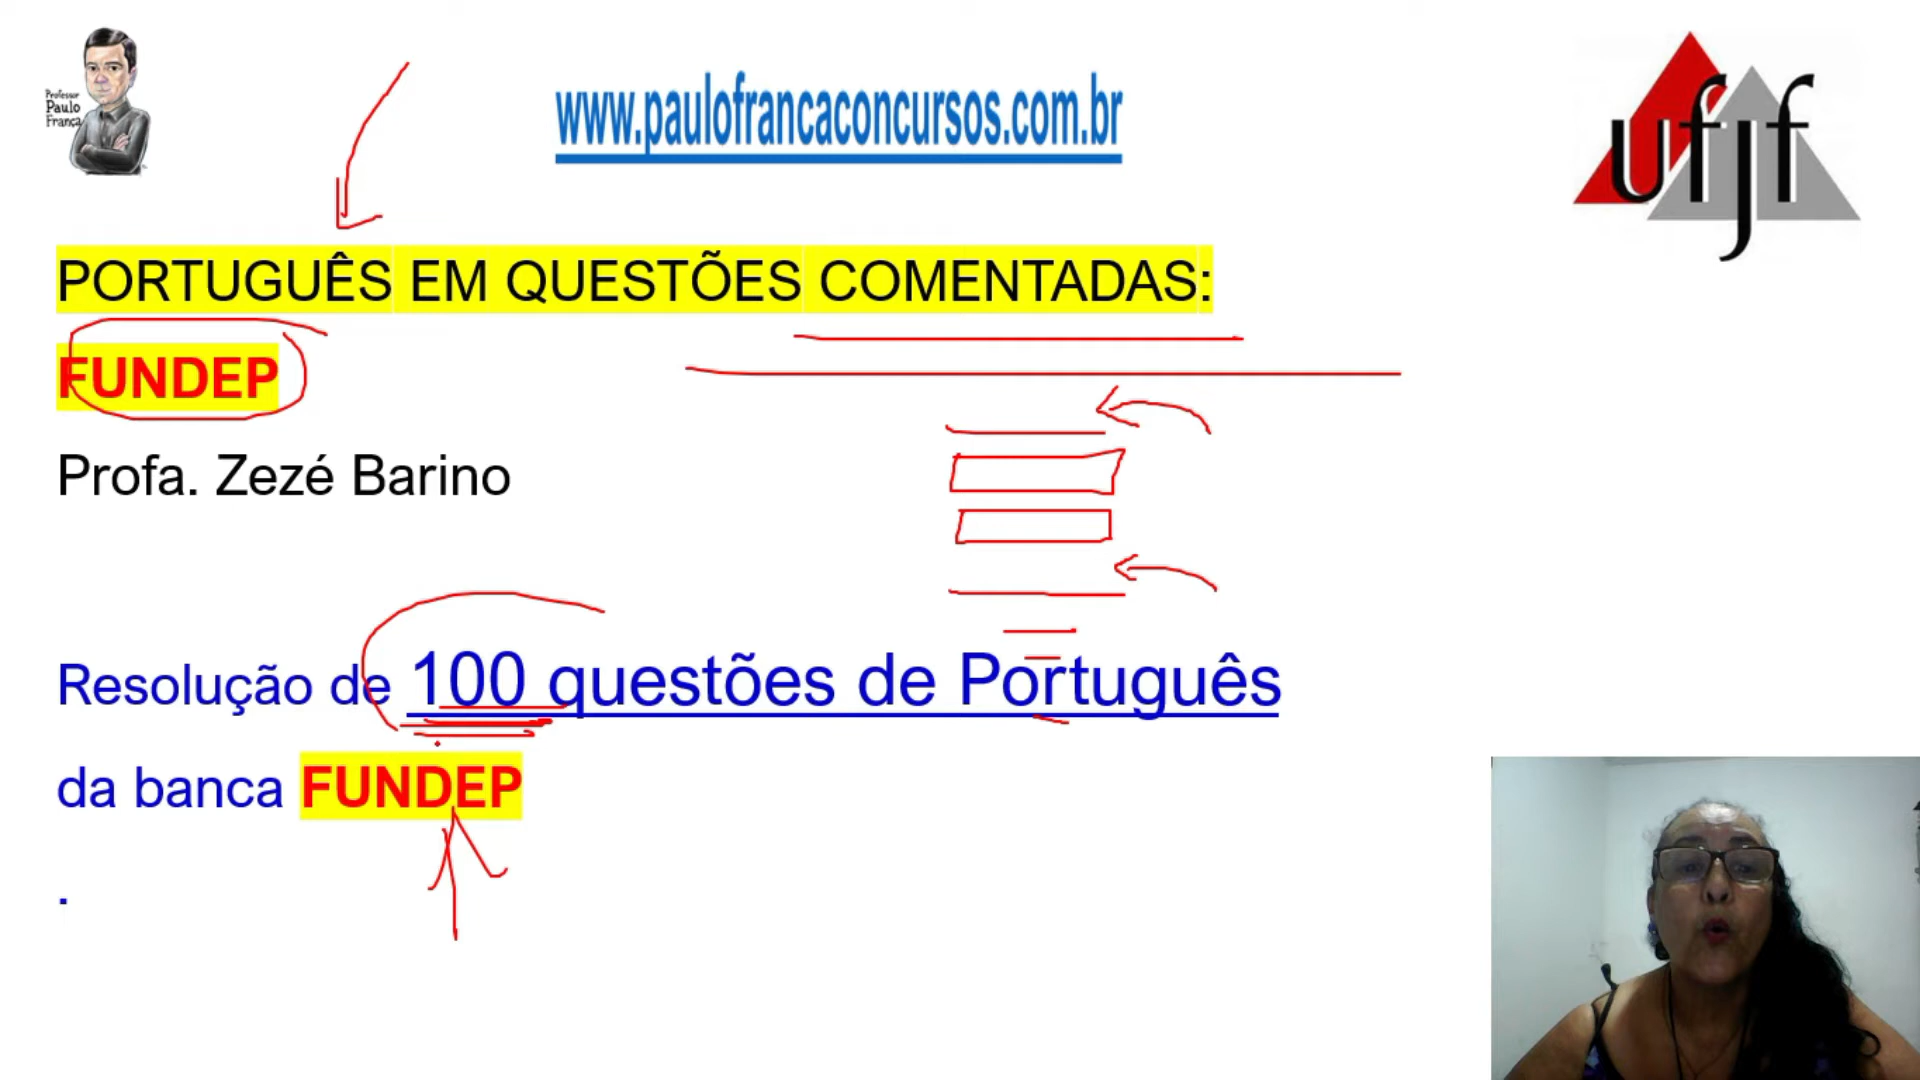 Professor
Paulo
França
www.paulofrancaconcursos.com.br
ufjf
PORTUGUÊS EM QUESTÕES COMENTADAS:
FUNDEP
Profa. Zezé Barino
Resolução de 100 questões de Português
da banca FUNDEP
.